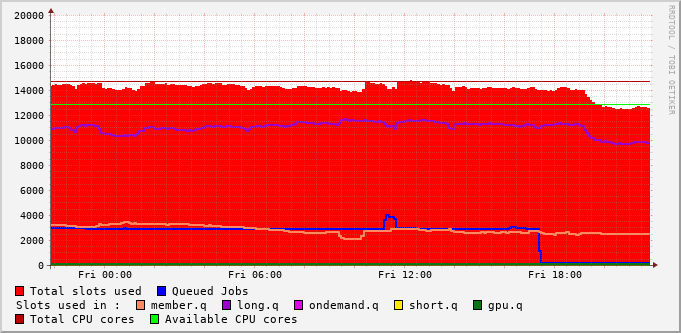 20000
18000
16000
14000
12000
10000
8000
6000
4000
2000
0
Fri 00:00 Fri 06:00 Fri 12:00 Fri 18:00
RRDTOOL / TOBI OETIKER
Total slots used Queued Jobs
Slots used in : member.q long.q ondemand.q short.q gpu.q
Total CPU cores Available CPU cores